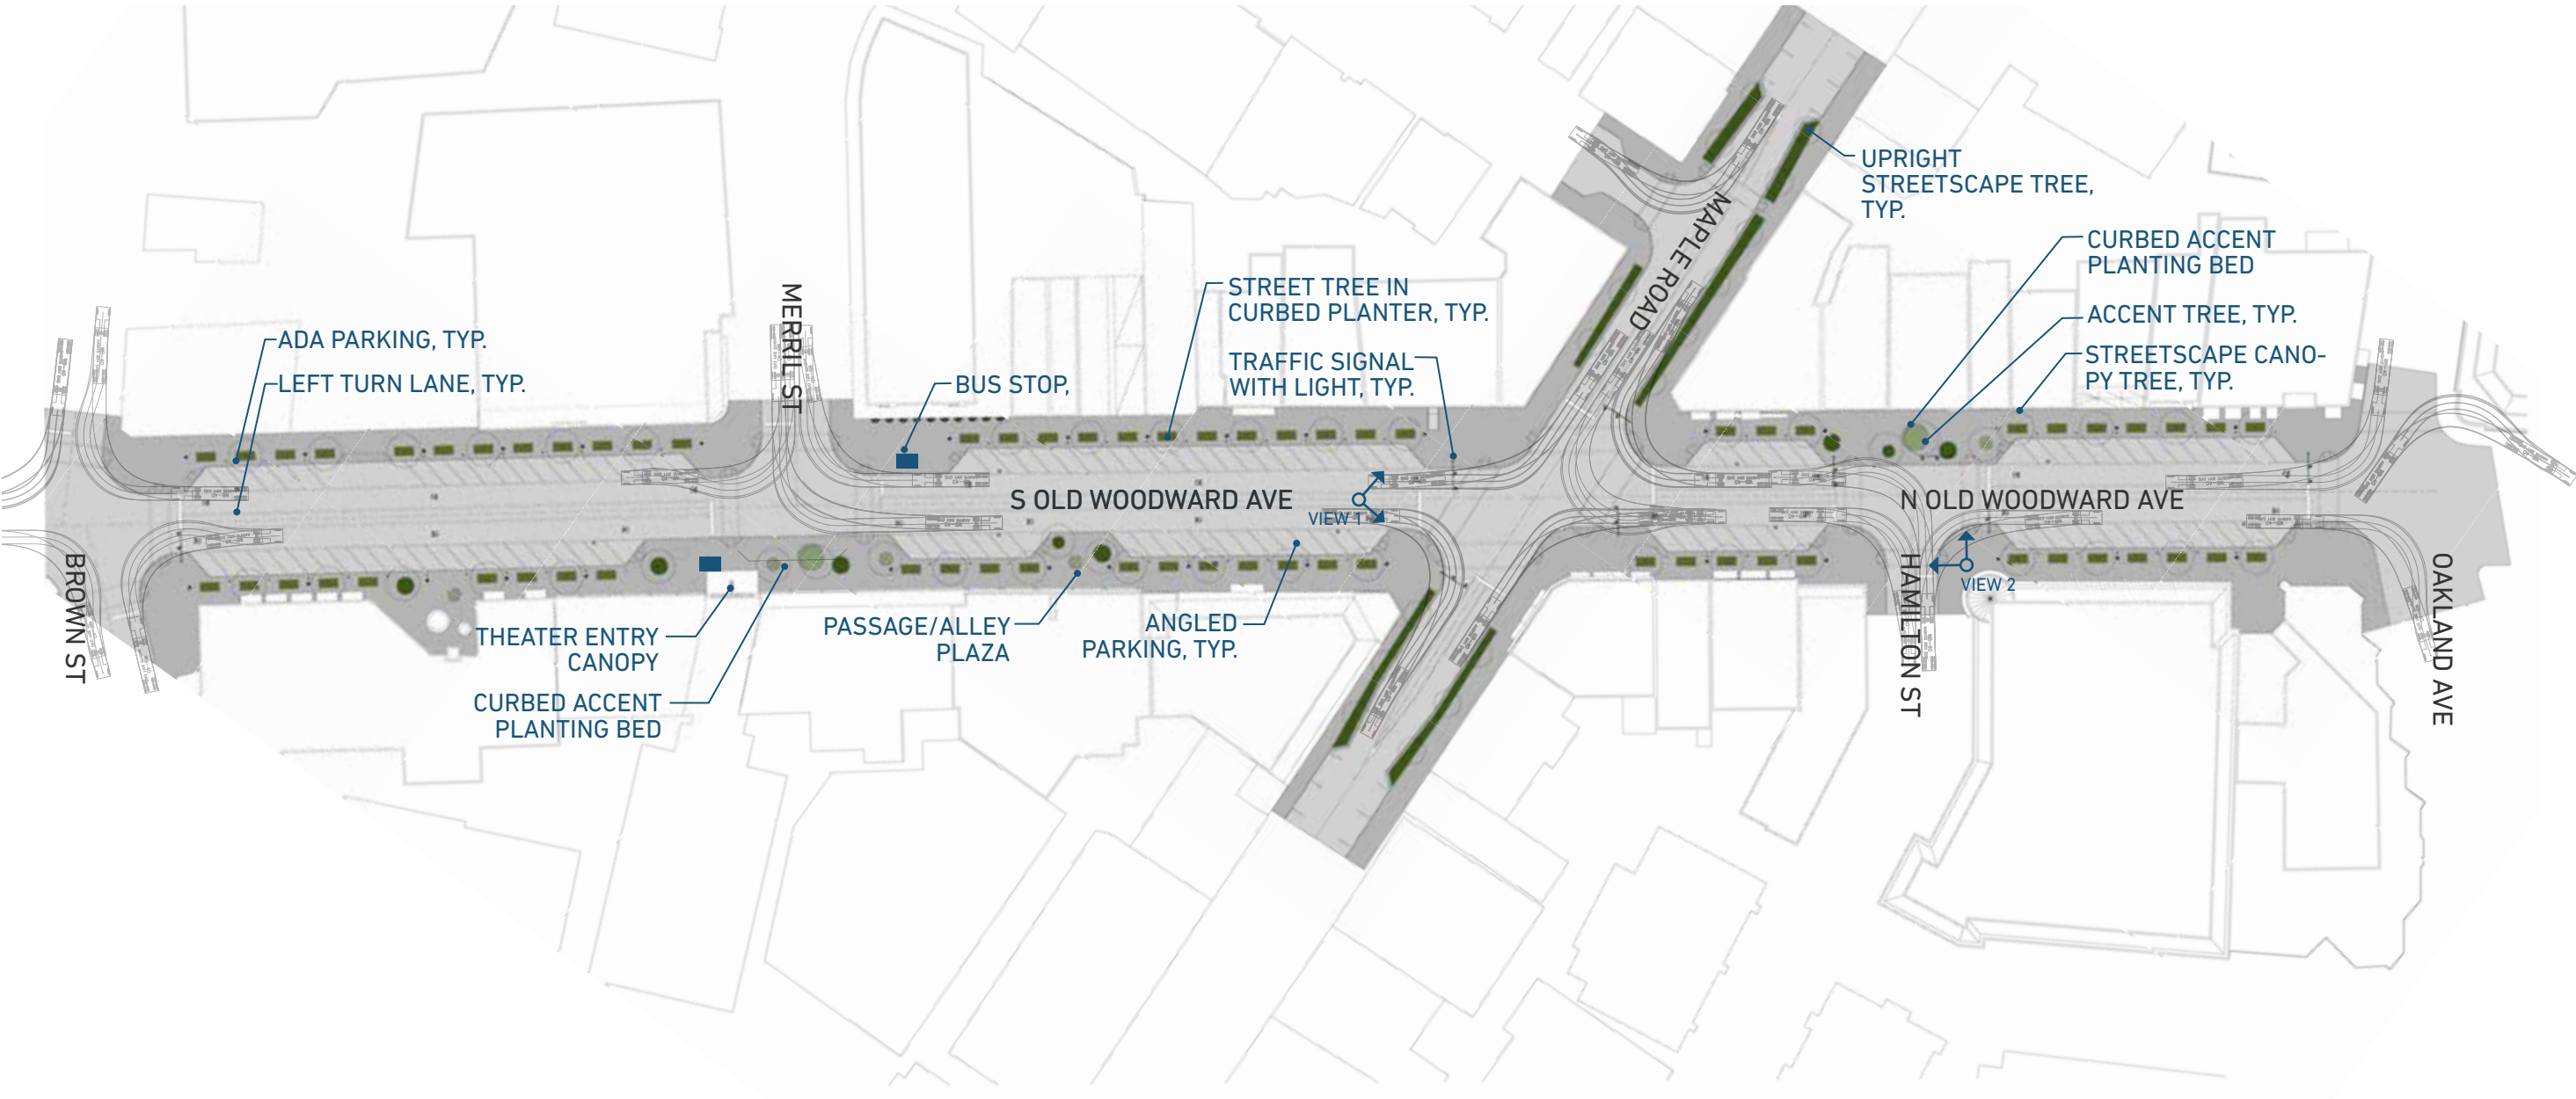 UPRIGHT
STREETSCAPE TREE,
TYP.
MAPLE ROAD
CURBED ACCENT
PLANTING BED
ACCENT TREE, TYP.
STREETSCAPE CANO-
PY TREE, TYP.
STREET TREE IN
CURBED PLANTER, TYP.
TRAFFIC SIGNAL
WITH LIGHT, TYP.
MERRIL ST
BUS STOP,
ADA PARKING, TYP.
LEFT TURN LANE, TYP.
S OLD WOODWARD AVE
VIEW 1
N OLD WOODWARD AVE
BROWN ST
HAMILTON ST
VIEW 2
OAKLAND AVE
THEATER ENTRY
CANOPY
CURBED ACCENT
PLANTING BED
PASSAGE/ALLEY
PLAZA
ANGLED
PARKING, TYP.